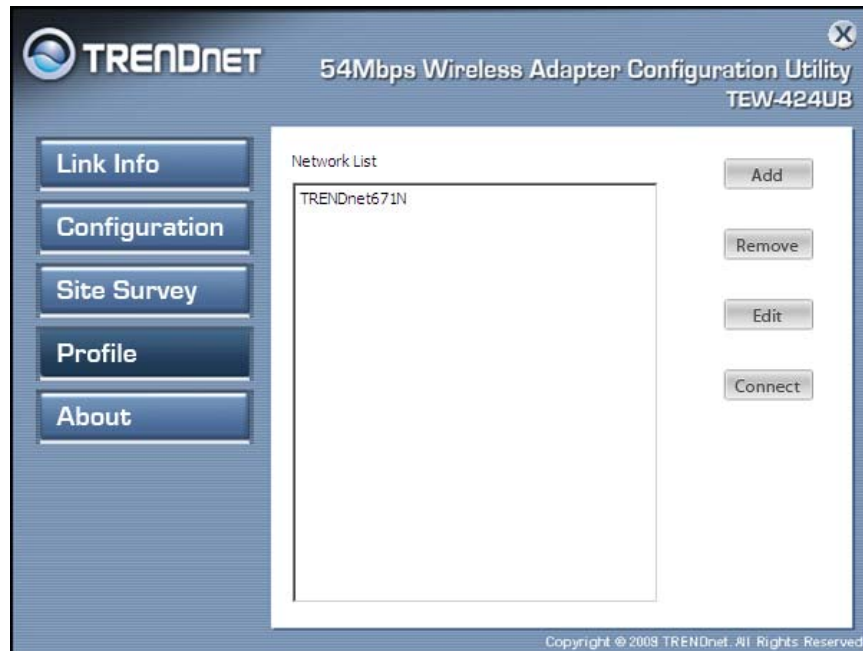 TRENDnet
54Mbps Wireless Adapter Configuration Utility
TEW-424UB
X
Link Info
Configuration
Site Survey
Profile
About
Network List
TRENDnet671N
Add
Remove
Edit
Connect
Copyright © 2009 TRENDnet. All Rights Reserved